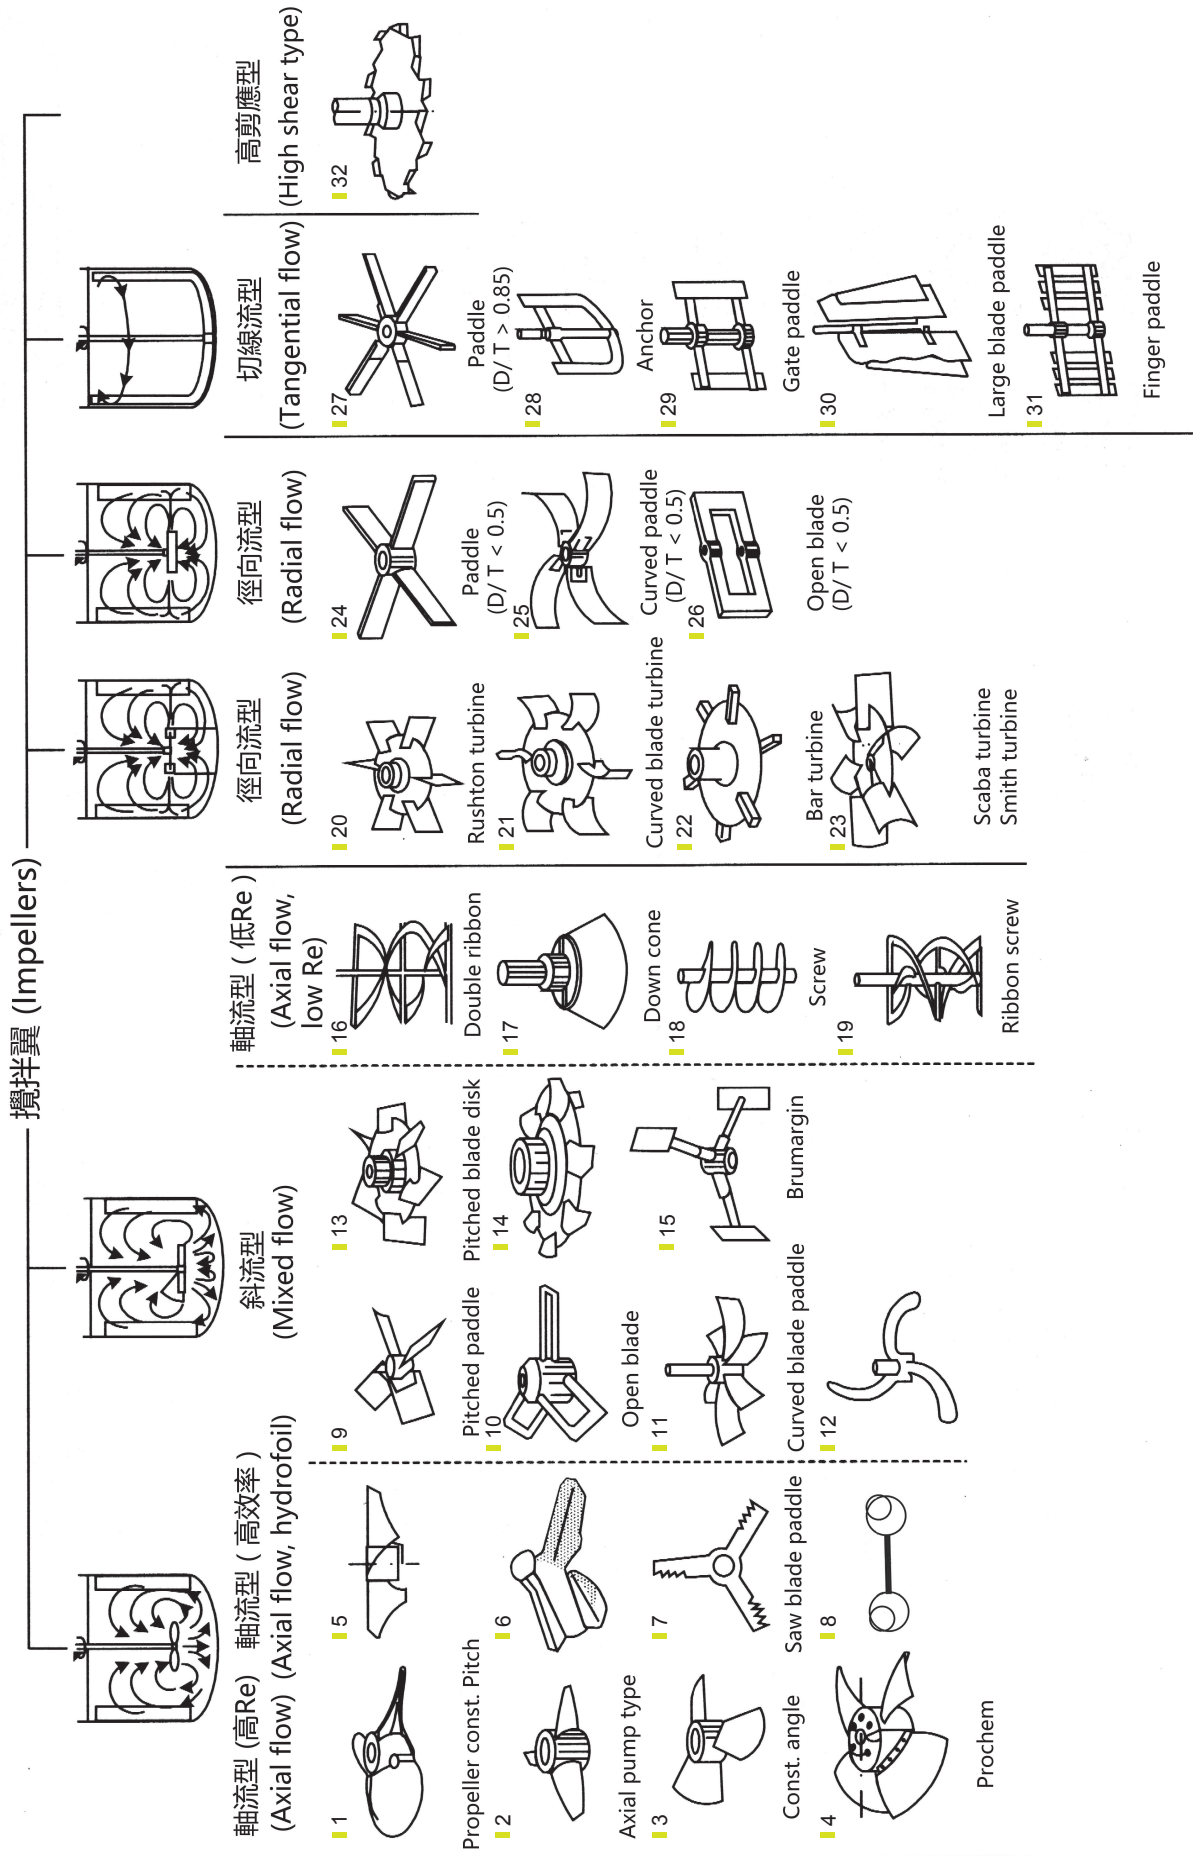 攪拌翼 (Impellers)
軸流型 (高Re)
(Axial flow)
1
Propeller const. Pitch
2
Axial pump type
3
Const. angle
4
Prochem
軸流型 ( 高效率 )
(Axial flow, hydrofoil)
5
6
7
Saw blade paddle
8
斜流型
(Mixed flow)
9
Pitched paddle
10
Open blade
11
Curved blade paddle
12
13
Pitched blade disk
14
15
Brumargin
軸流型 ( 低Re )
(Axial flow,
low Re)
16
Double ribbon
17
Down cone
18
Screw
19
Ribbon screw
徑向流型
(Radial flow)
20
Rushton turbine
21
Curved blade turbine
22
Bar turbine
23
Scaba turbine
Smith turbine
徑向流型
(Radial flow)
24
Paddle
(D/ T < 0.5)
25
Curved paddle
(D/ T < 0.5)
26
Open blade
(D/ T < 0.5)
切線流型
(Tangential flow)
27
Paddle
(D/ T > 0.85)
28
Anchor
29
Gate paddle
30
Large blade paddle
31
Finger paddle
高剪應型
(High shear type)
32